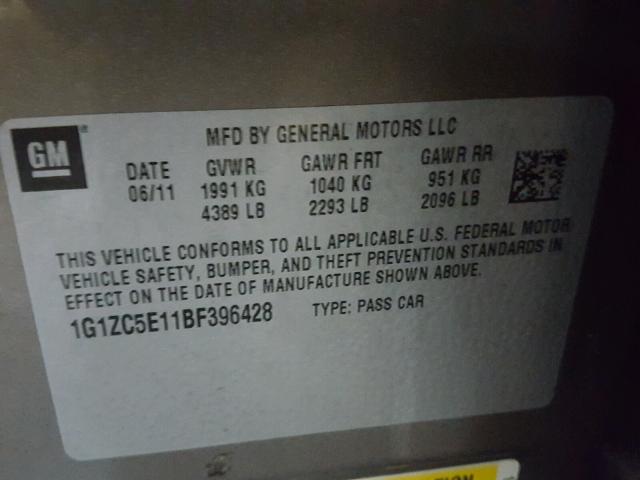 GM
MFD BY GENERAL MOTORS LLC
DATE GVWR GAWR FRT GAWR RR
06/11 1991 KG 1040 KG 951 KG
4389 LB 2293 LB 2096 LB
THIS VEHICLE CONFORMS TO ALL APPLICABLE U.S. FEDERAL MOTOR
VEHICLE SAFETY, BUMPER, AND THEFT PREVENTION STANDARDS IN
EFFECT ON THE DATE OF MANUFACTURE SHOWN ABOVE.
1G1ZC5E11BF396428 TYPE: PASS CAR